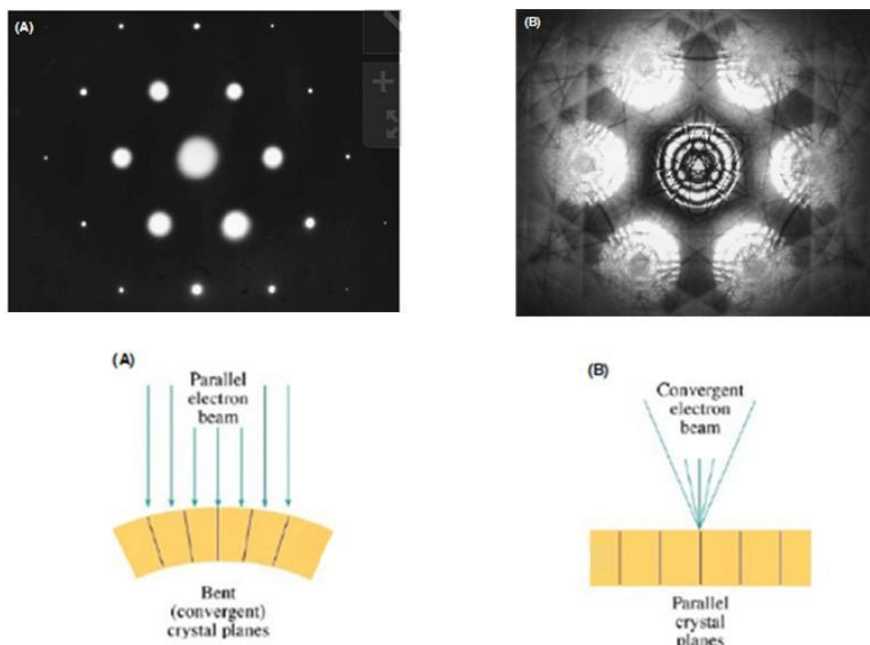 (A)
(B)
(A)
Parallel
electron
beam
Bent
(convergent)
crystal planes
(B)
Convergent
electron
beam
Parallel
crystal
planes